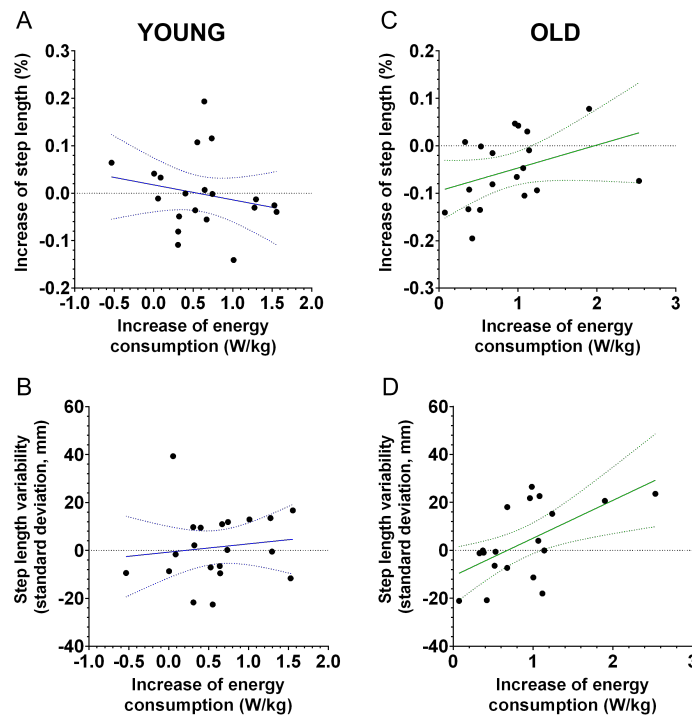 A
YOUNG
Increase of step length (%)
0.3
0.2
0.1
0.0
-0.1
-0.2
-1.0 0.0 0.5 1.0 1.5 2.0
Increase of energy
consumption (W/kg)
C
OLD
Increase of step length (%)
0.2
0.1
0.0
-0.1
-0.2
-0.3
0 1 2 3
Increase of energy
consumption (W/kg)
B
Step length variability
(standard deviation, mm)
60
40
20
0
-20
-40
-1.0 0.0 0.5 1.0 1.5 2.0
Increase of energy
consumption (W/kg)
D
Step length variability
(standard deviation, mm)
60
40
20
0
-20
-40
0 1 2 3
Increase of energy
consumption (W/kg)